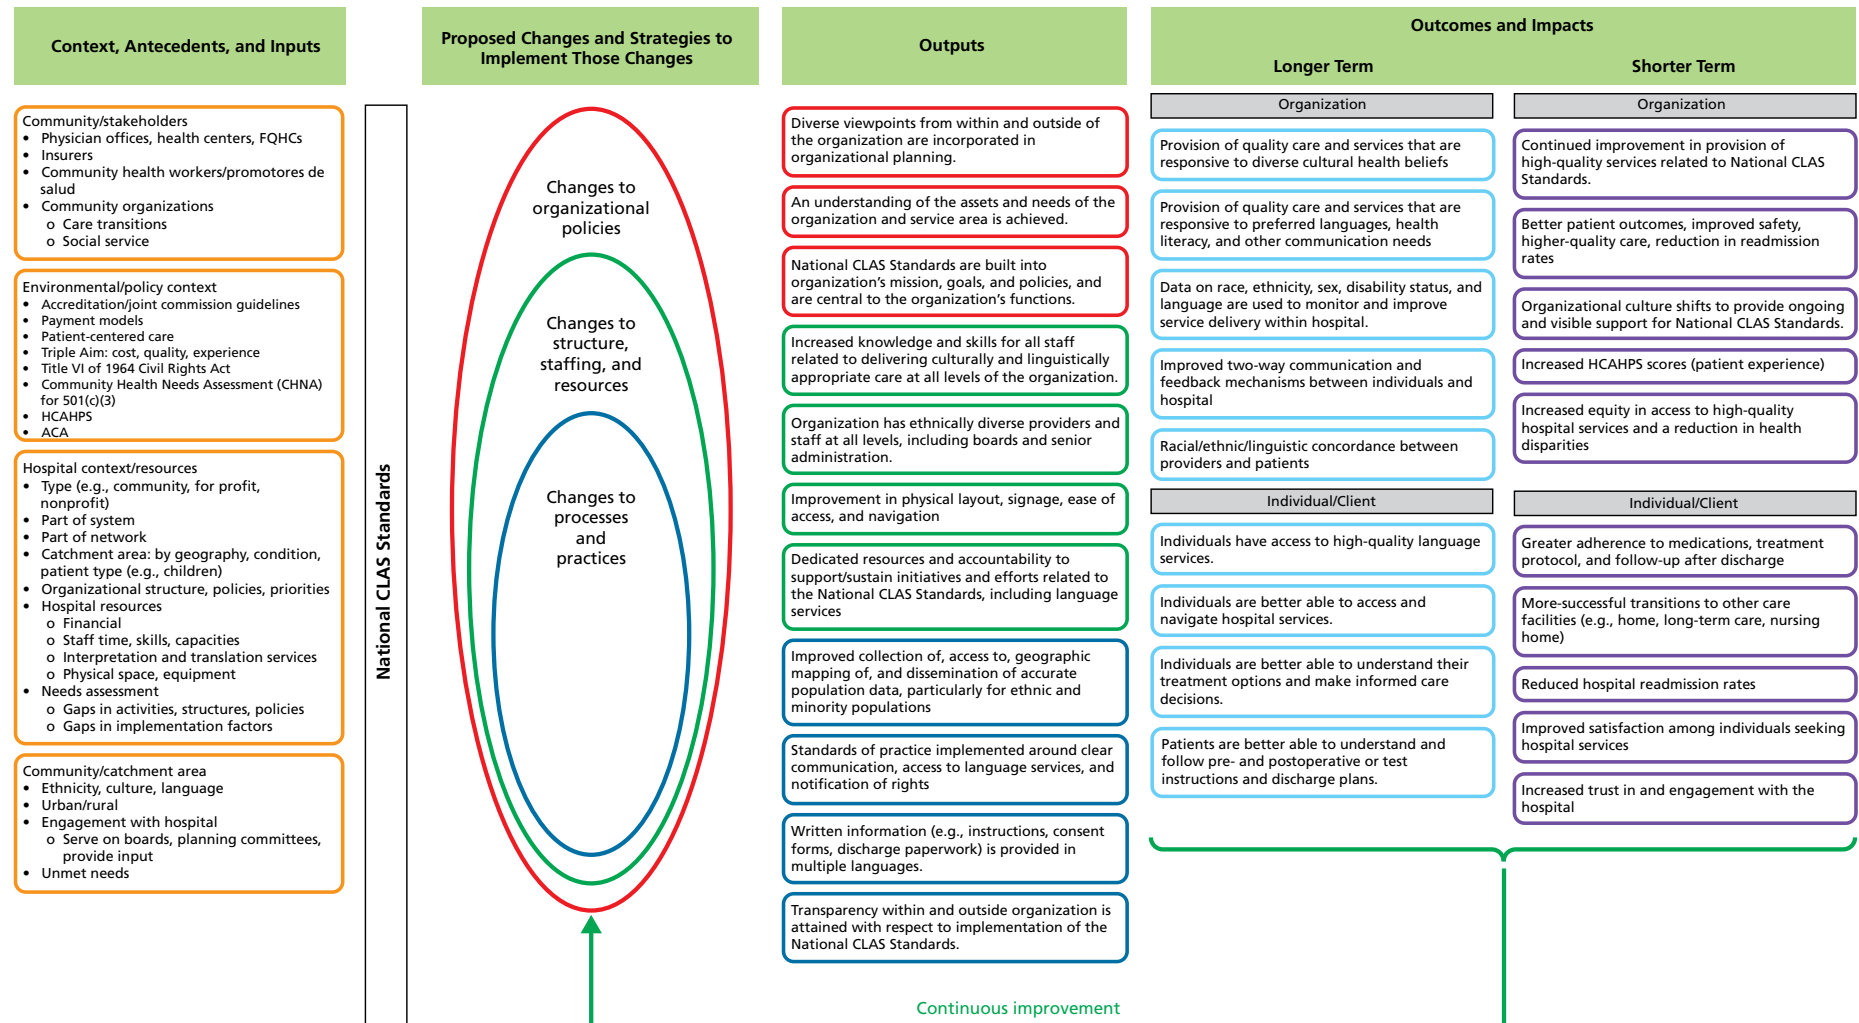 Context, Antecedents, and Inputs
Proposed Changes and Strategies to
Implement Those Changes
Outputs
Outcomes and Impacts
Longer Term
Shorter Term
Community/stakeholders
• Physician offices, health centers, FQHCs
• Insurers
• Community health workers/promotores de
salud
• Community organizations
o Care transitions
o Social service
Environmental/policy context
• Accreditation/joint commission guidelines
• Payment models
• Patient-centered care
• Triple Aim: cost, quality, experience
• Title VI of 1964 Civil Rights Act
• Community Health Needs Assessment (CHNA)
for 501(c)(3)
• HCAHPS
• ACA
Hospital context/resources
• Type (e.g., community, for profit,
nonprofit)
• Part of system
• Part of network
• Catchment area: by geography, condition,
patient type (e.g., children)
• Organizational structure, policies, priorities
• Hospital resources
o Financial
o Staff time, skills, capacities
o Interpretation and translation services
o Physical space, equipment
• Needs assessment
o Gaps in activities, structures, policies
o Gaps in implementation factors
Community/catchment area
• Ethnicity, culture, language
• Urban/rural
• Engagement with hospital
o Serve on boards, planning committees,
provide input
• Unmet needs
National CLAS Standards
Changes to
organizational
policies
Changes to
structure,
staffing, and
resources
Changes to
processes
and
practices
Diverse viewpoints from within and outside of
the organization are incorporated in
organizational planning.
An understanding of the assets and needs of the
organization and service area is achieved.
National CLAS Standards are built into
organization's mission, goals, and policies, and
are central to the organization's functions.
Increased knowledge and skills for all staff
related to delivering culturally and linguistically
appropriate care at all levels of the organization.
Organization has ethnically diverse providers and
staff at all levels, including boards and senior
administration.
Improvement in physical layout, signage, ease of
access, and navigation
Dedicated resources and accountability to
support/sustain initiatives and efforts related to
the National CLAS Standards, including language
services
Improved collection of, access to, geographic
mapping of, and dissemination of accurate
population data, particularly for ethnic and
minority populations
Standards of practice implemented around clear
communication, access to language services, and
notification of rights
Written information (e.g., instructions, consent
forms, discharge paperwork) is provided in
multiple languages.
Transparency within and outside organization is
attained with respect to implementation of the
National CLAS Standards.
Organization
Provision of quality care and services that are
responsive to diverse cultural health beliefs
Provision of quality care and services that are
responsive to preferred languages, health
literacy, and other communication needs
Data on race, ethnicity, sex, disability status, and
language are used to monitor and improve
service delivery within hospital.
Improved two-way communication and
feedback mechanisms between individuals and
hospital
Racial/ethnic/linguistic concordance between
providers and patients
Individual/Client
Individuals have access to high-quality language
services.
Individuals are better able to access and
navigate hospital services.
Individuals are better able to understand their
treatment options and make informed care
decisions.
Patients are better able to understand and
follow pre- and postoperative or test
instructions and discharge plans.
Organization
Continued improvement in provision of
high-quality services related to National CLAS
Standards.
Better patient outcomes, improved safety,
higher-quality care, reduction in readmission
rates
Organizational culture shifts to provide ongoing
and visible support for National CLAS Standards.
Increased HCAHPS scores (patient experience)
Increased equity in access to high-quality
hospital services and a reduction in health
disparities
Individual/Client
Greater adherence to medications, treatment
protocol, and follow-up after discharge
More-successful transitions to other care
facilities (e.g., home, long-term care, nursing
home)
Reduced hospital readmission rates
Improved satisfaction among individuals seeking
hospital services
Increased trust in and engagement with the
hospital
Continuous improvement